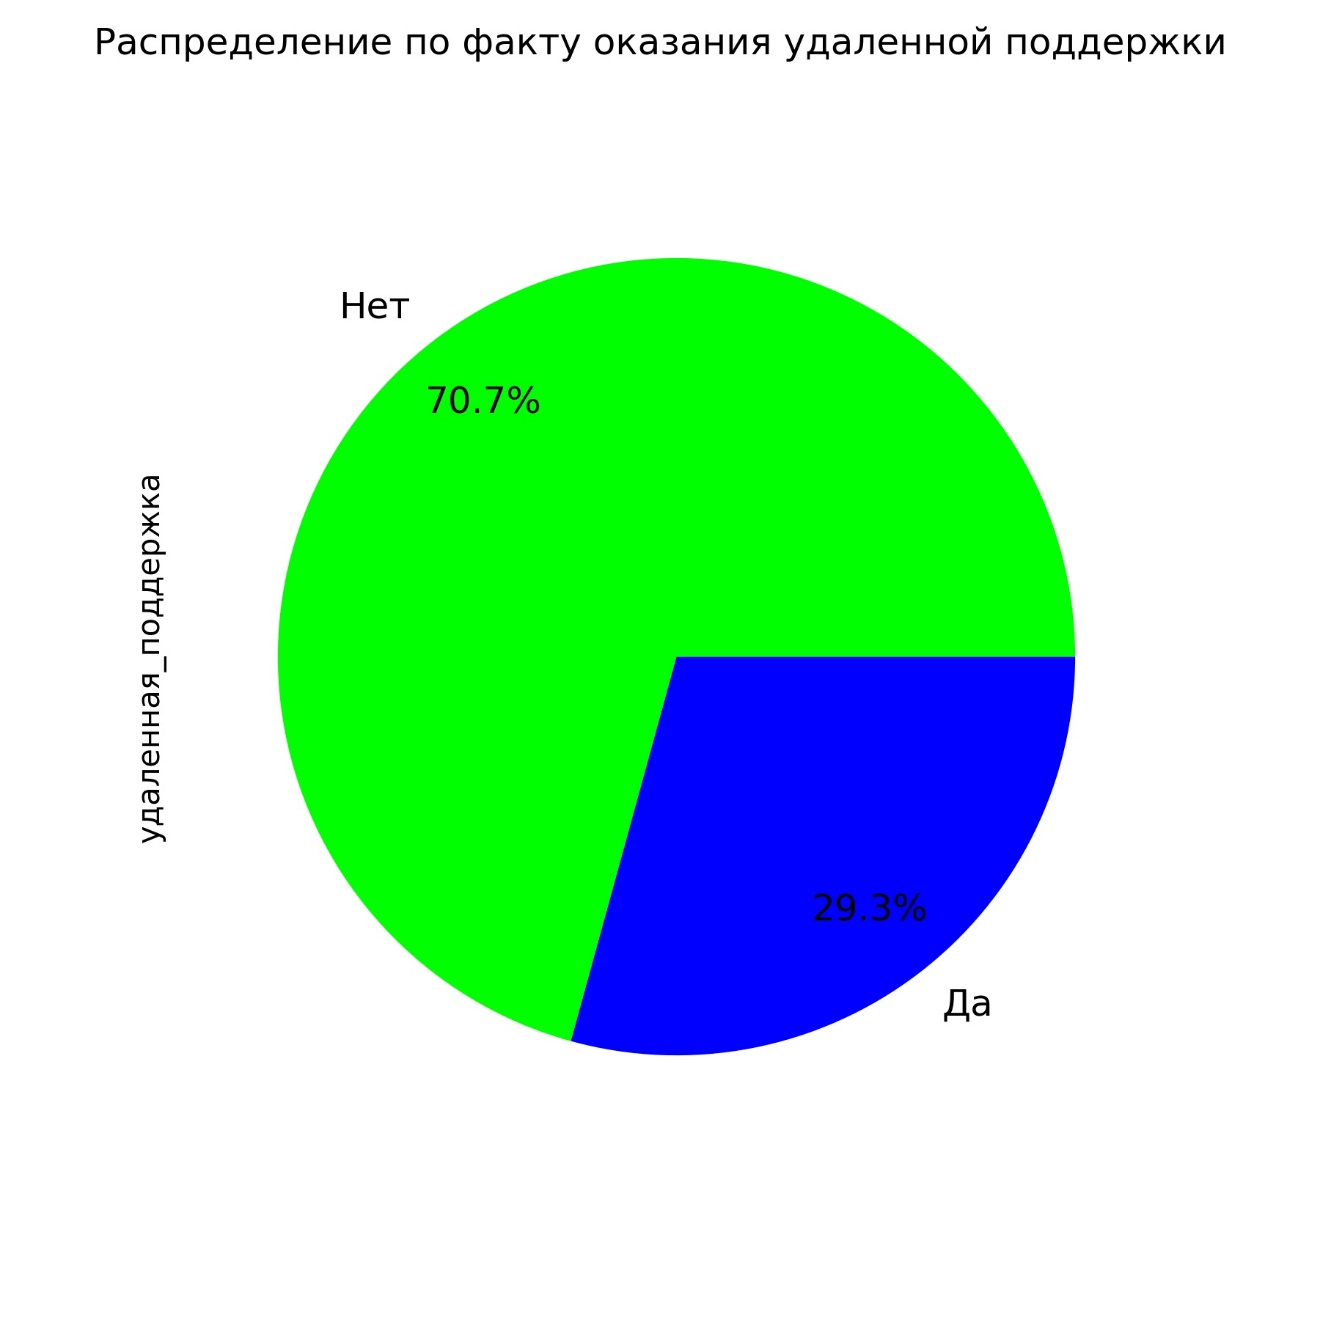 Распределение по факту оказания удаленной поддержки
Нет
70.7%
удаленная_поддержка
29.3%
Да